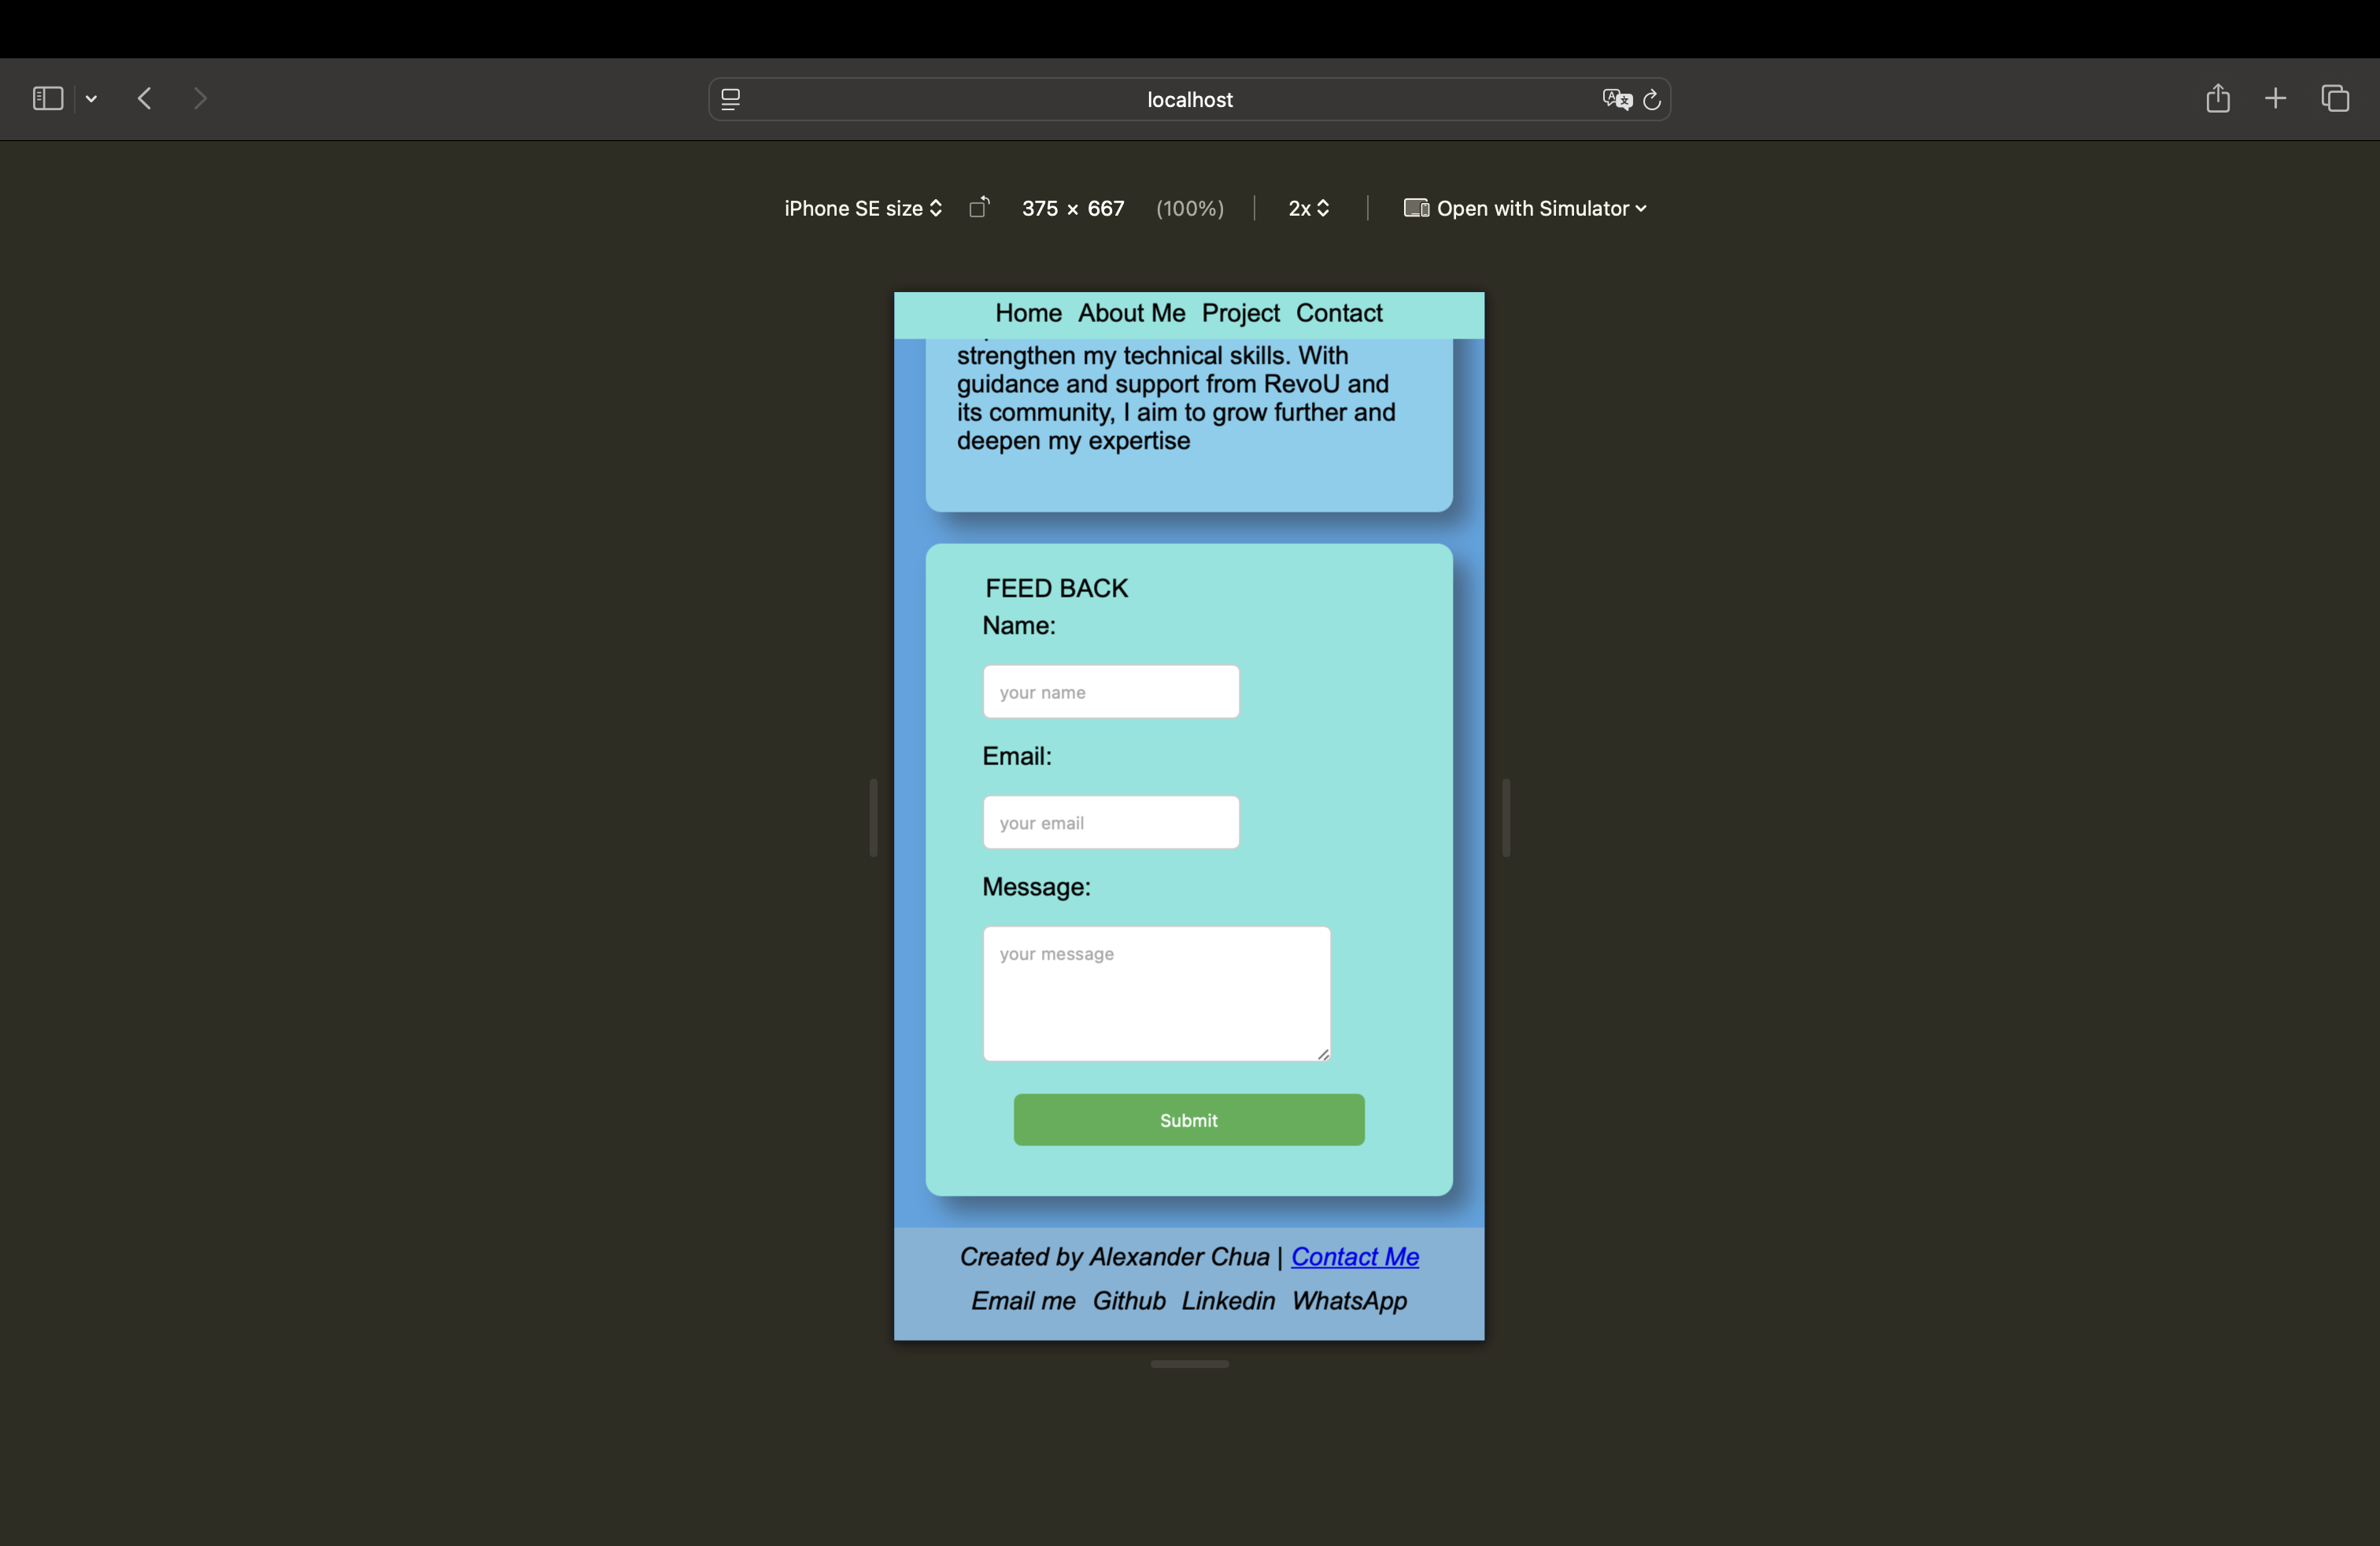 localhost
iPhone SE size 375 × 667 (100%) 2x Open with Simulator
Home About Me Project Contact
strengthen my technical skills. With
guidance and support from RevoU and
its community, I aim to grow further and
deepen my expertise
FEED BACK
Name:
your name
Email:
your email
Message:
your message
Submit
Created by Alexander Chua | Contact Me
Email me Github Linkedin WhatsApp